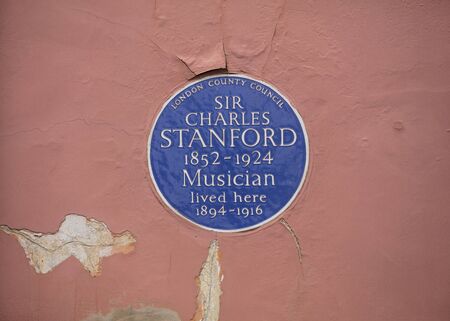 LONDON COUNTY COUNCIL
SIR
CHARLES
STANFORD
1852-1924
Musician
lived here
1894-1916